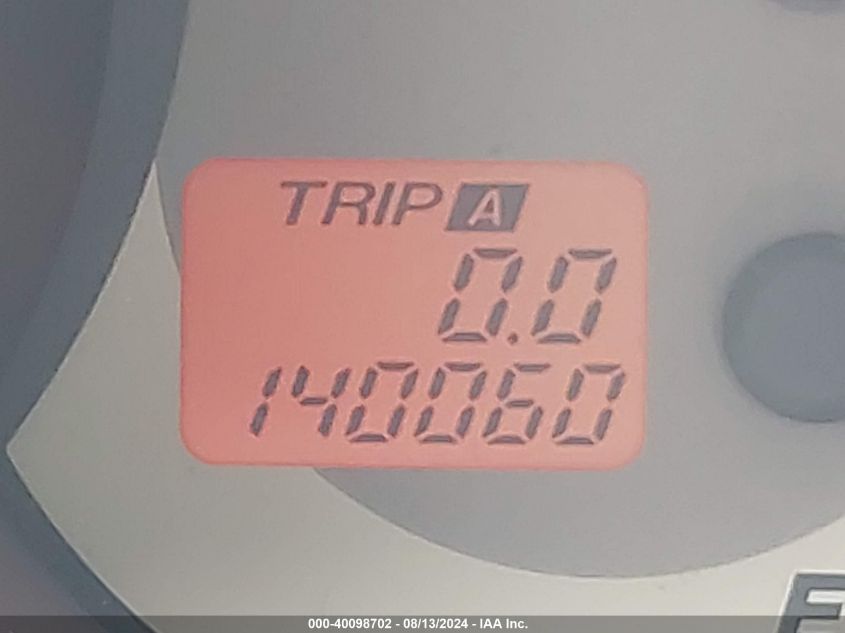 TRIP A
0.0
140060
F
000-40098702 - 08/13/2024 - IAA Inc.